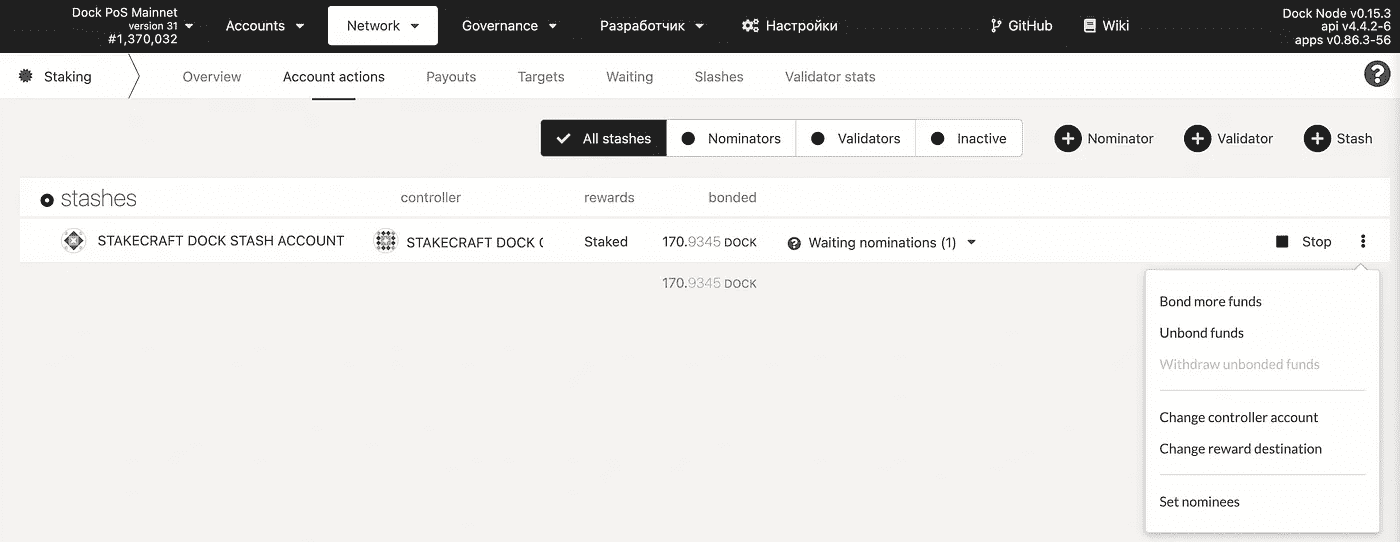 Dock PoS Mainnet
version 31
#1,370,032
Accounts
Network
Governance
Разработчик
Настройки
GitHub
Wiki
Dock Node v0.15.3
api v4.4.2-6
apps v0.86.3-56
Staking
Overview
Account actions
Payouts
Targets
Waiting
Slashes
Validator stats
?
All stashes
Nominators
Validators
Inactive
Nominator
Validator
Stash
stashes
controller
rewards
bonded
STAKECRAFT DOCK STASH ACCOUNT
STAKECRAFT DOCK
Staked
170.9345 DOCK
Waiting nominations (1)
Stop
170.9345 DOCK
Bond more funds
Unbond funds
Withdraw unbonded funds
Change controller account
Change reward destination
Set nominees